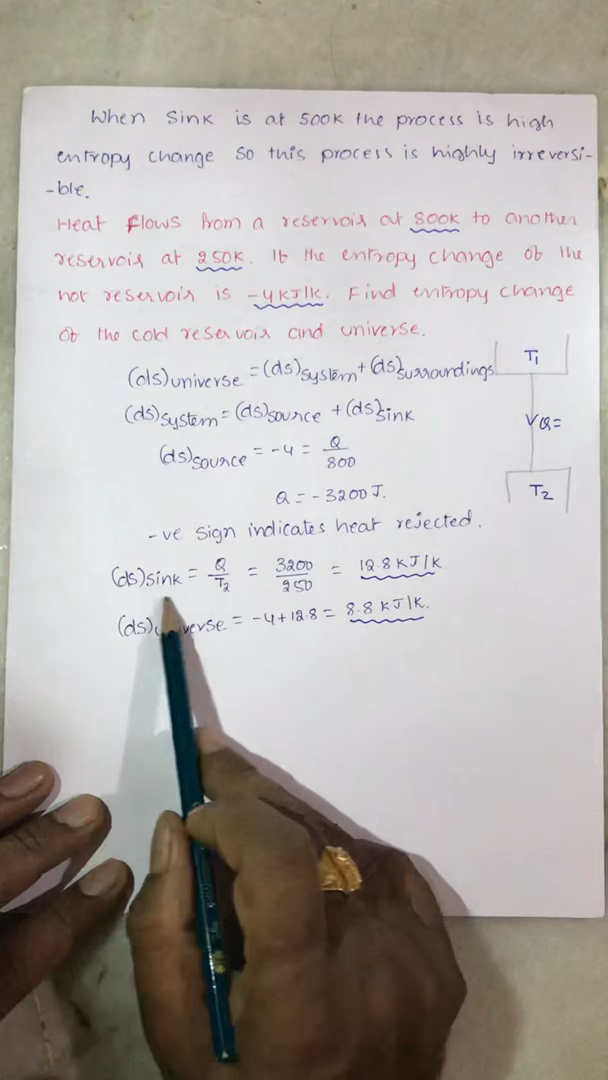 When Sink is at 500K the process is high
entropy change so this process is highly irreversi-
-ble.
Heat Flows from a reservoir at 800K to another
reservoir at 250K. If the entropy change of the
hot reservoir is -4KJ/K. Find entropy change
of the cold reservoir and universe.
(ds)universe = (ds)system + (ds)surroundings
(ds)system = (ds)source + (ds)sink
(ds)source = -4 = Q/800
Q = -3200J.
-ve sign indicates heat rejected.
(ds)sink = Q/T2 = 3200/250 = 12.8 KJ/K
(ds)universe = -4+12.8 = 8.8 KJ/K.
T1
Q=
T2